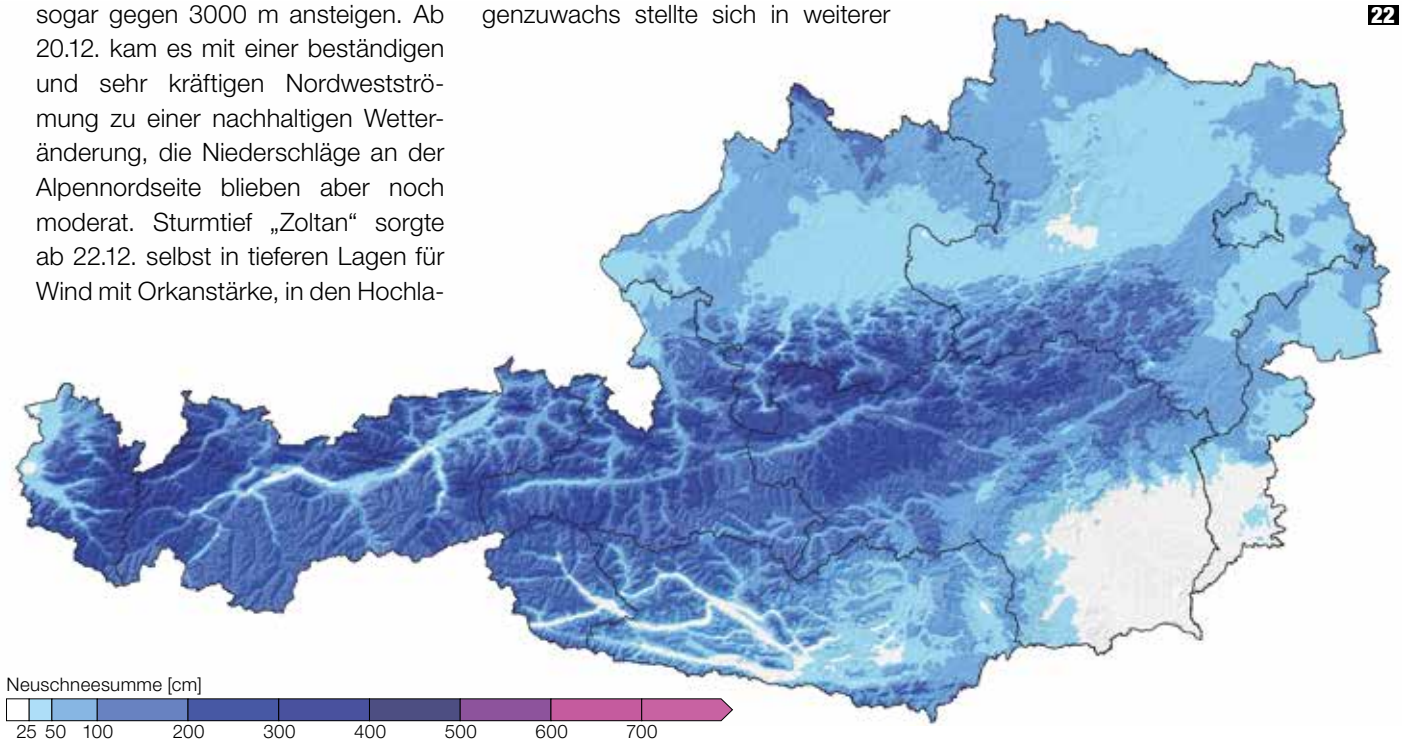 sogar gegen 3000 m ansteigen. Ab
20.12. kam es mit einer beständigen
und sehr kräftigen Nordwestströ-
mung zu einer nachhaltigen Wetter-
änderung, die Niederschläge an der
Alpennordseite blieben aber noch
moderat. Sturmtief „Zoltan“ sorgte
ab 22.12. selbst in tieferen Lagen für
Wind mit Orkanstärke, in den Hochla-
genzuwachs stellte sich in weiterer
22
Neuschneesumme [cm]
25 50 100 200 300 400 500 600 700